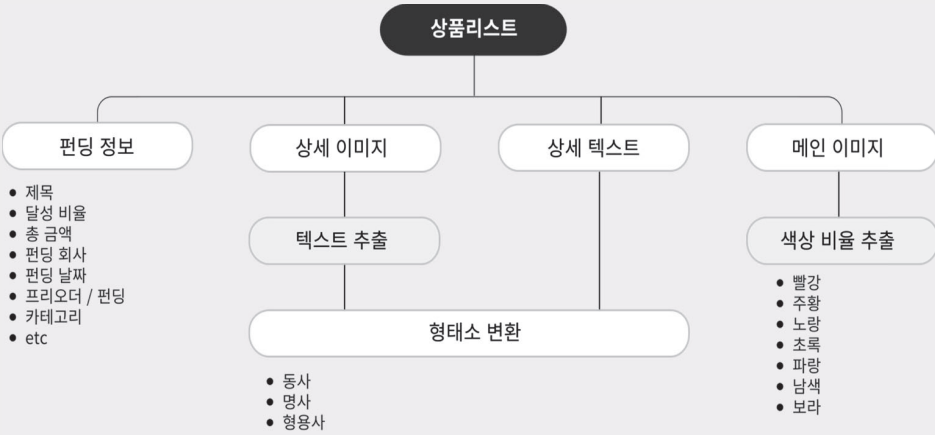 상품리스트
펀딩 정보
상세 이미지
상세 텍스트
메인 이미지
• 제목
• 달성 비율
• 총 금액
• 펀딩 회사
• 펀딩 날짜
• 프리오더 / 펀딩
• 카테고리
• etc
텍스트 추출
색상 비율 추출
• 빨강
• 주황
• 노랑
• 초록
• 파랑
• 남색
• 보라
형태소 변환
• 동사
• 명사
• 형용사